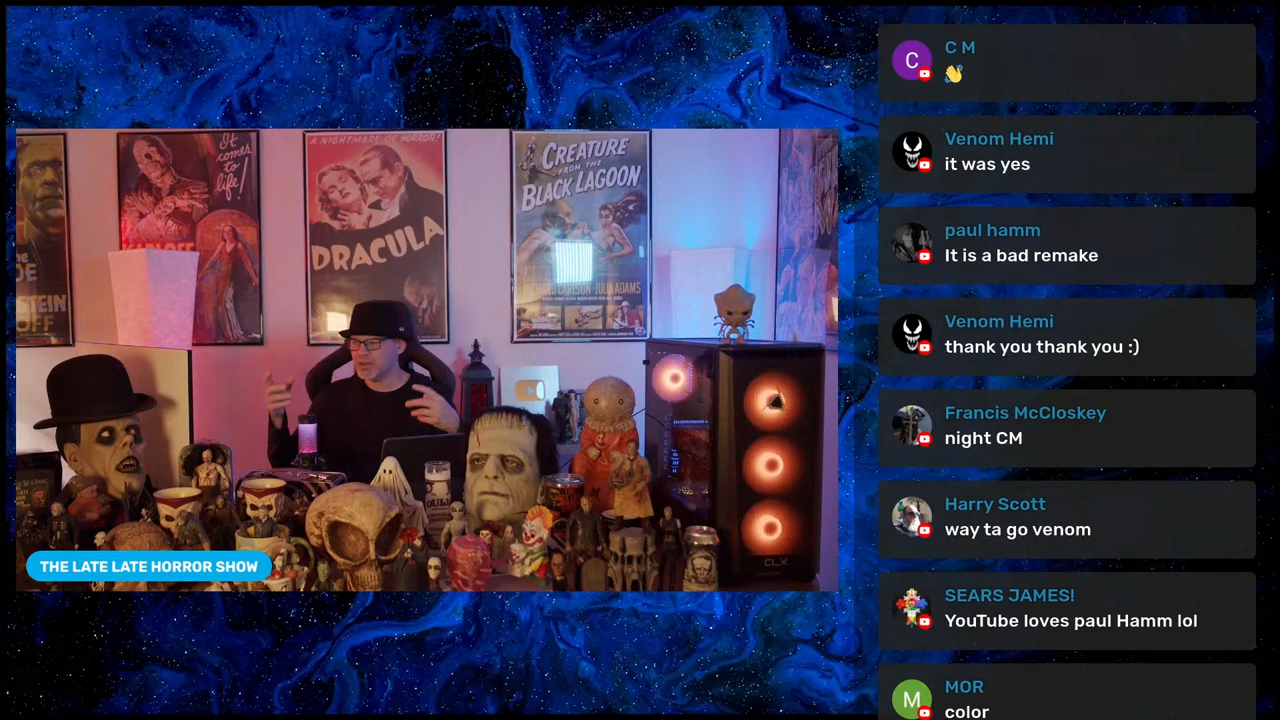 It
comes
to
life!
A NIGHTMARE OF HORROR!
DRACULA
CREATURE
FROM THE
BLACK LAGOON
RICHARD CARLSON · JULIA ADAMS
CLX
THE LATE LATE HORROR SHOW
C
C M
👋
Venom Hemi
it was yes
paul hamm
It is a bad remake
Venom Hemi
thank you thank you :)
Francis McCloskey
night CM
Harry Scott
way ta go venom
SEARS JAMES!
YouTube loves paul Hamm lol
M
MOR
color